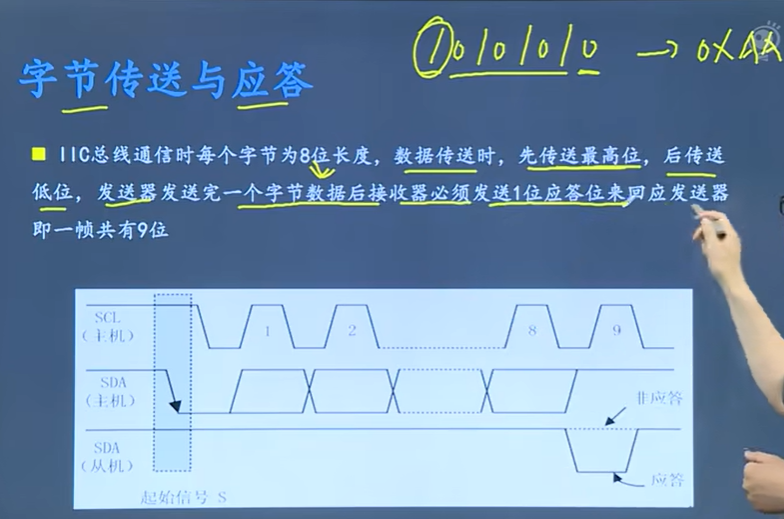 10101010 → 0XAA
字节传送与应答
IIC总线通信时每个字节为8位长度，数据传送时，先传送最高位，后传送
低位，发送器发送完一个字节数据后接收器必须发送1位应答位来回应发送器
即一帧共有9位
SCL
（主机）
1 2 8 9
SDA
（主机）
非应答
SDA
（从机）
应答
起始信号 S